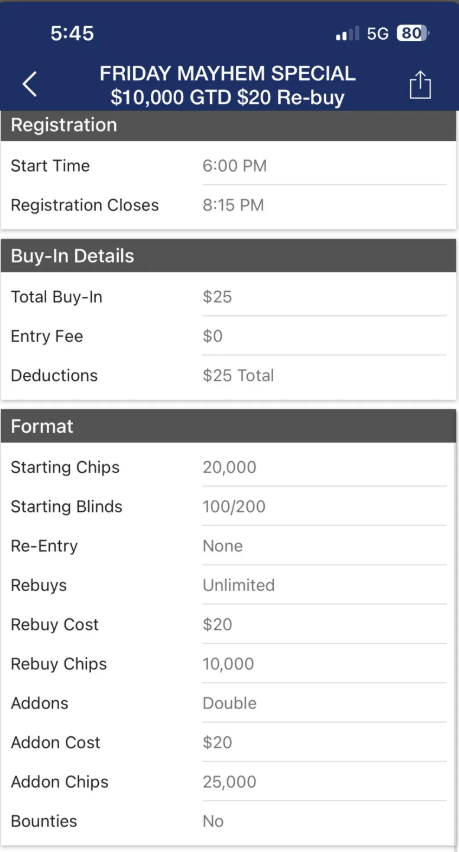 5:45
5G 80
FRIDAY MAYHEM SPECIAL
$10,000 GTD $20 Re-buy
Registration
Start Time 6:00 PM
Registration Closes 8:15 PM
Buy-In Details
Total Buy-In $25
Entry Fee $0
Deductions $25 Total
Format
Starting Chips 20,000
Starting Blinds 100/200
Re-Entry None
Rebuys Unlimited
Rebuy Cost $20
Rebuy Chips 10,000
Addons Double
Addon Cost $20
Addon Chips 25,000
Bounties No